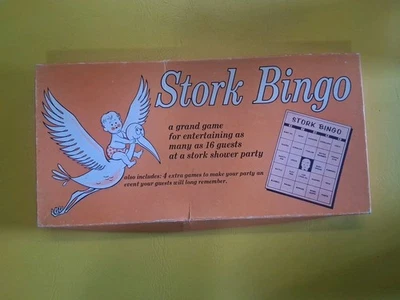 Stork Bingo
a grand game
for entertaining as
many as 16 guests
at a stork shower party
also includes: 4 extra games to make your party an
event your guests will long remember.
STORK BINGO